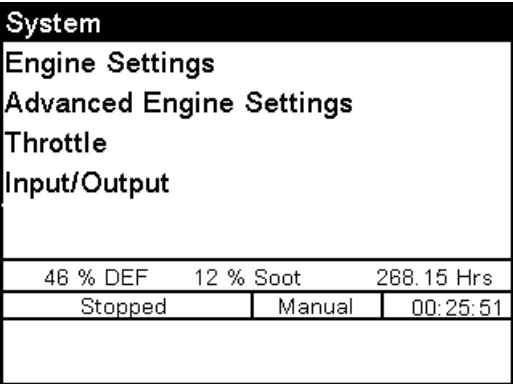 System
Engine Settings
Advanced Engine Settings
Throttle
Input/Output
46 % DEF 12 % Soot 268.15 Hrs
Stopped Manual 00:25:51